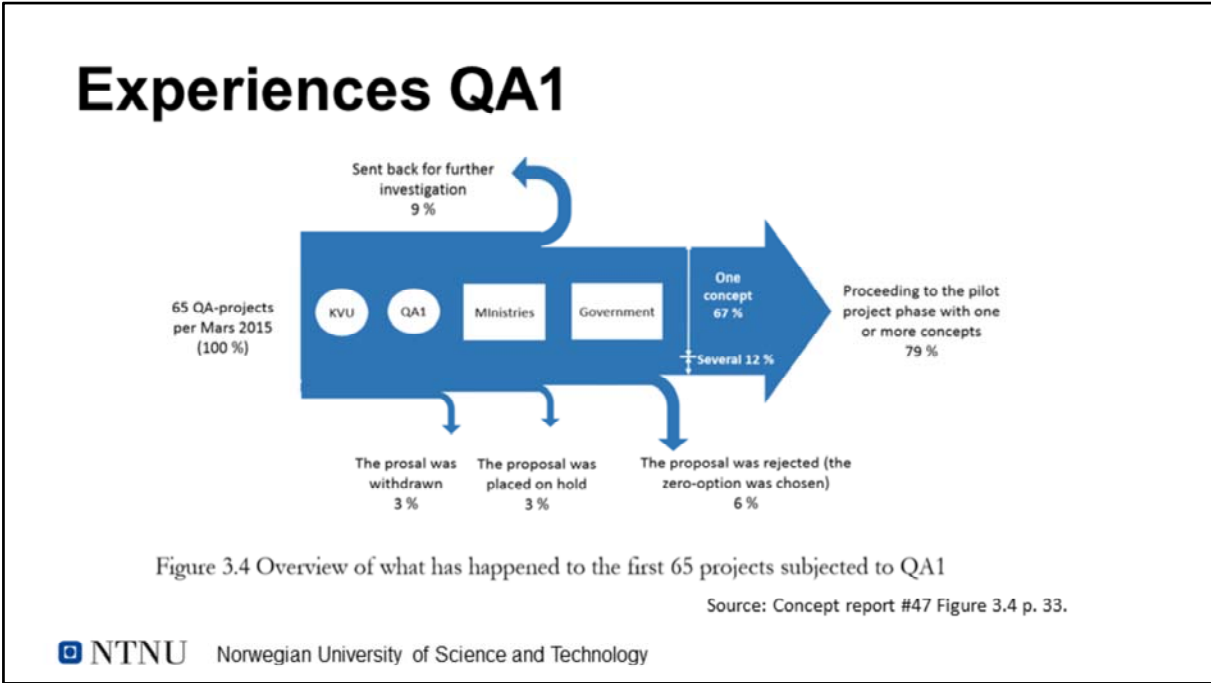 Experiences QA1
Sent back for further
investigation
9 %
65 QA-projects
per Mars 2015
(100 %)
KVU
QA1
MInistries
Government
One
concept
67 %
Several 12 %
Proceeding to the pilot
project phase with one
or more concepts
79 %
The prosal was
withdrawn
3 %
The proposal was
placed on hold
3 %
The proposal was rejected (the
zero-option was chosen)
6 %
Figure 3.4 Overview of what has happened to the first 65 projects subjected to QA1
Source: Concept report #47 Figure 3.4 p. 33.
NTNU Norwegian University of Science and Technology